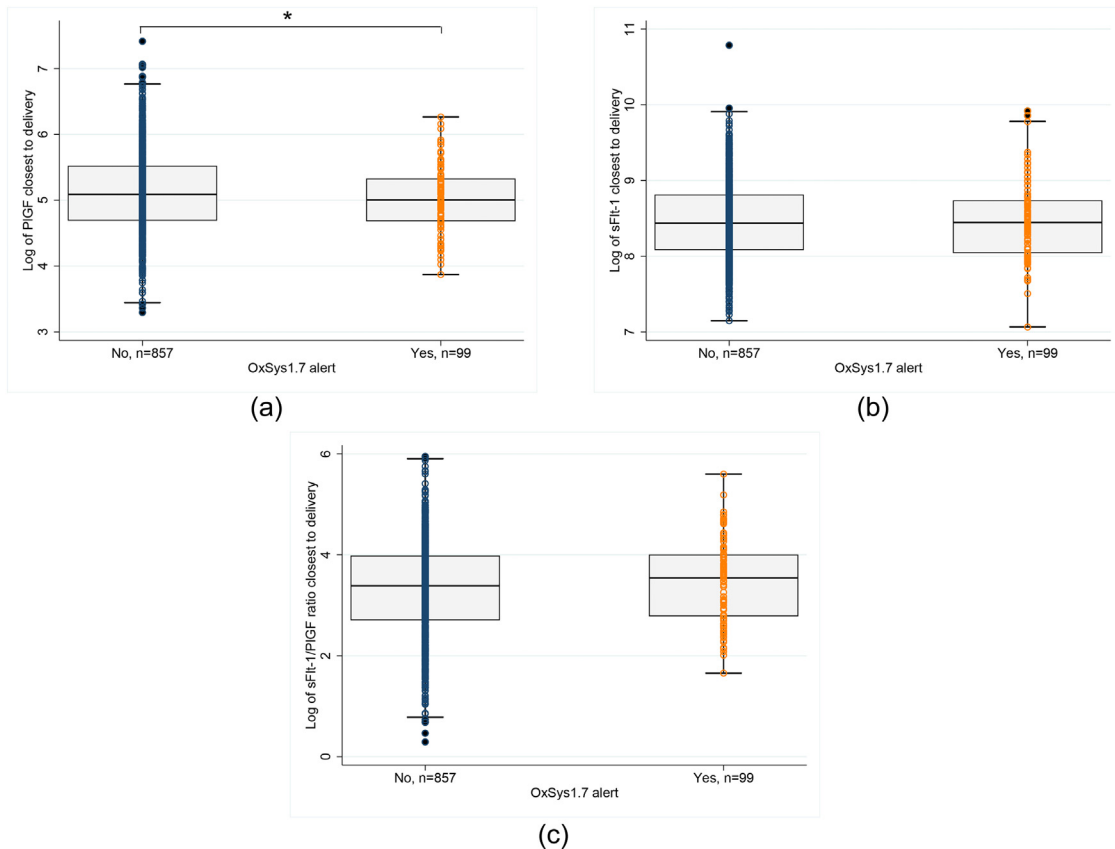 *
Log of PlGF closest to delivery
7
6
5
4
3
No, n=857
Yes, n=99
OxSys1.7 alert
(a)
Log of sFlt-1 closest to delivery
11
10
9
8
7
No, n=857
Yes, n=99
OxSys1.7 alert
(b)
Log of sFlt-1/PlGF ratio closest to delivery
6
4
2
0
No, n=857
Yes, n=99
OxSys1.7 alert
(c)